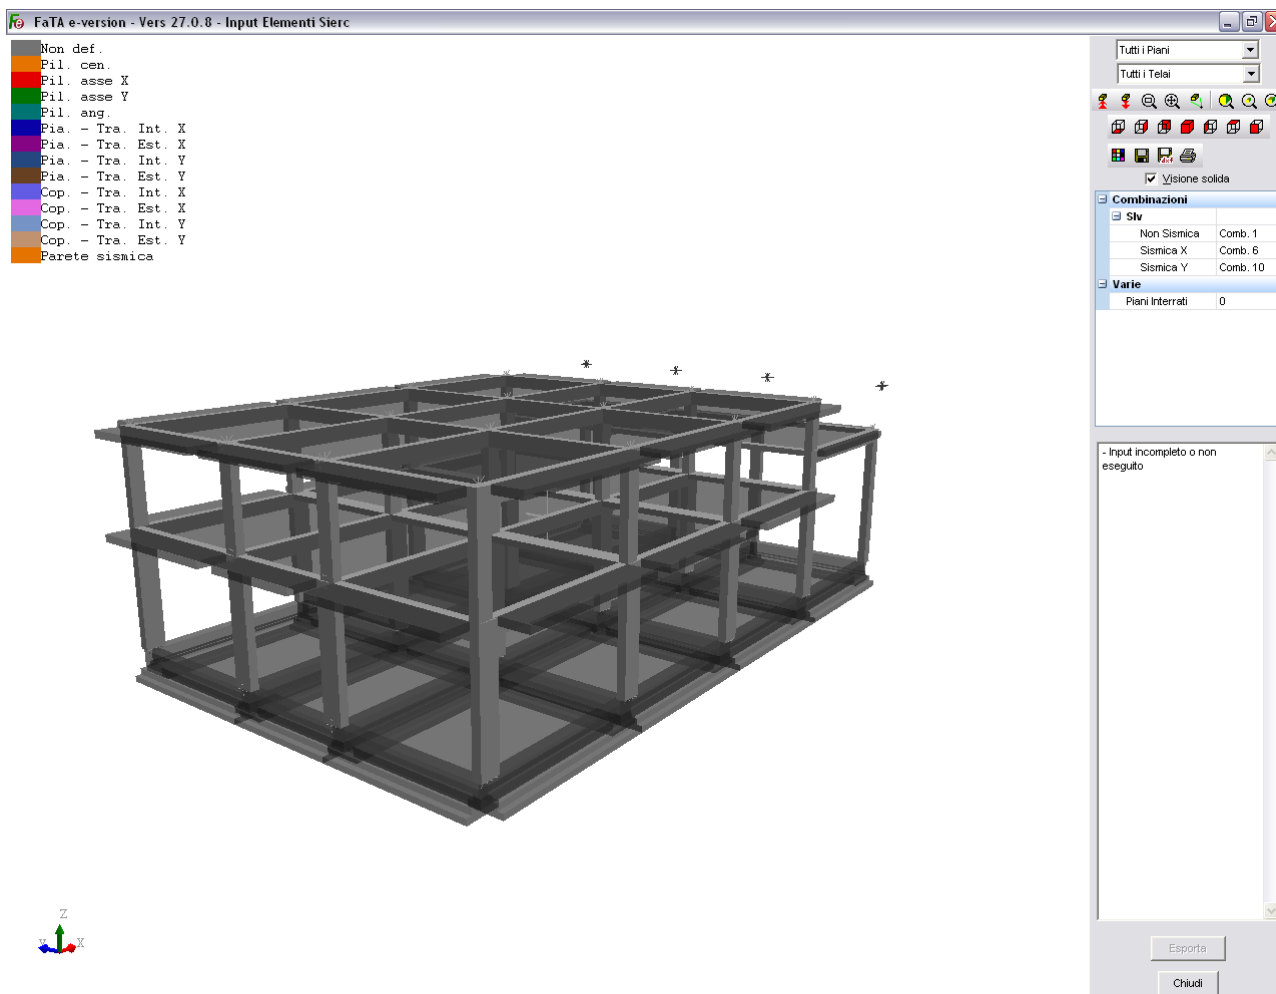 FaTA e-version - Vers 27.0.8 - Input Elementi Sierc
Non def.
Pil. cen.
Pil. asse X
Pil. asse Y
Pil. ang.
Pia. - Tra. Int. X
Pia. - Tra. Est. X
Pia. - Tra. Int. Y
Pia. - Tra. Est. Y
Cop. - Tra. Int. X
Cop. - Tra. Est. X
Cop. - Tra. Int. Y
Cop. - Tra. Est. Y
Parete sismica
Tutti i Piani
Tutti i Telai
Visione solida
Combinazioni
Slv
Non Sismica Comb. 1
Sismica X Comb. 6
Sismica Y Comb. 10
Varie
Piani Interrati 0
- Input incompleto o non
eseguito
Z
Y X
Esporta
Chiudi